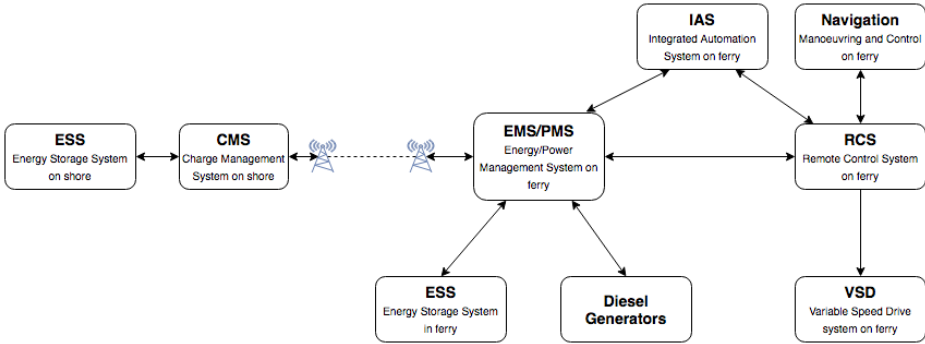 IAS
Integrated Automation
System on ferry
Navigation
Manoeuvring and Control
on ferry
ESS
Energy Storage System
on shore
CMS
Charge Management
System on shore
EMS/PMS
Energy/Power
Management System on
ferry
RCS
Remote Control System
on ferry
ESS
Energy Storage System
in ferry
Diesel
Generators
VSD
Variable Speed Drive
system on ferry